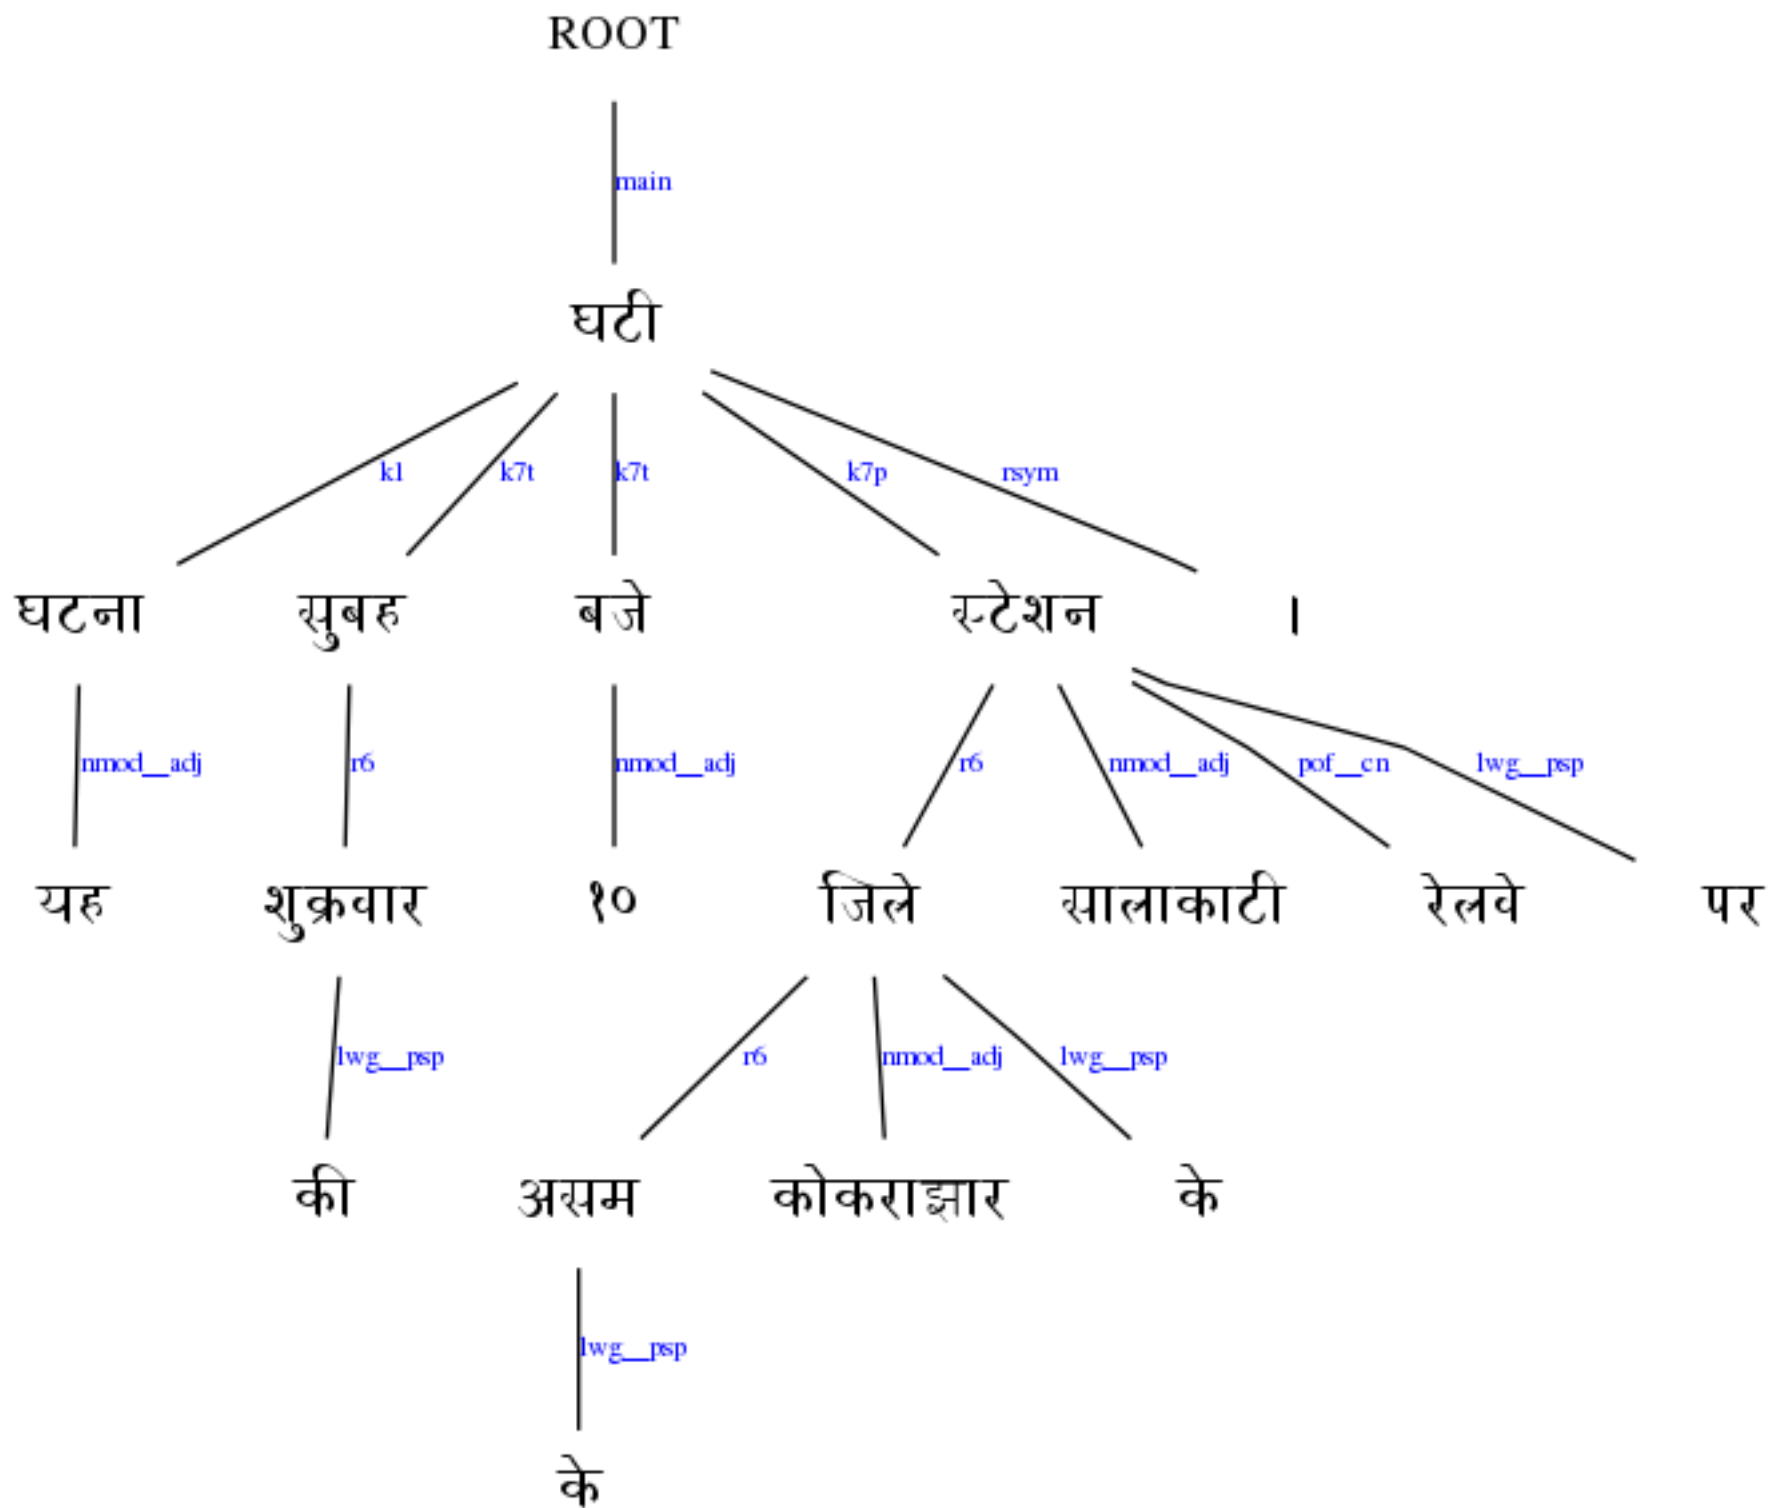 ROOT
main
घटी
k1 k7t k7t k7p rsym
घटना सुबह बजे स्टेशन ।
nmod__adj r6 nmod__adj r6 nmod__adj pof__cn lwg__psp
यह शुक्रवार १० जिले सालाकाटी रेलवे पर
lwg__psp r6 nmod__adj lwg__psp
की असम कोकराझार के
lwg__psp
के